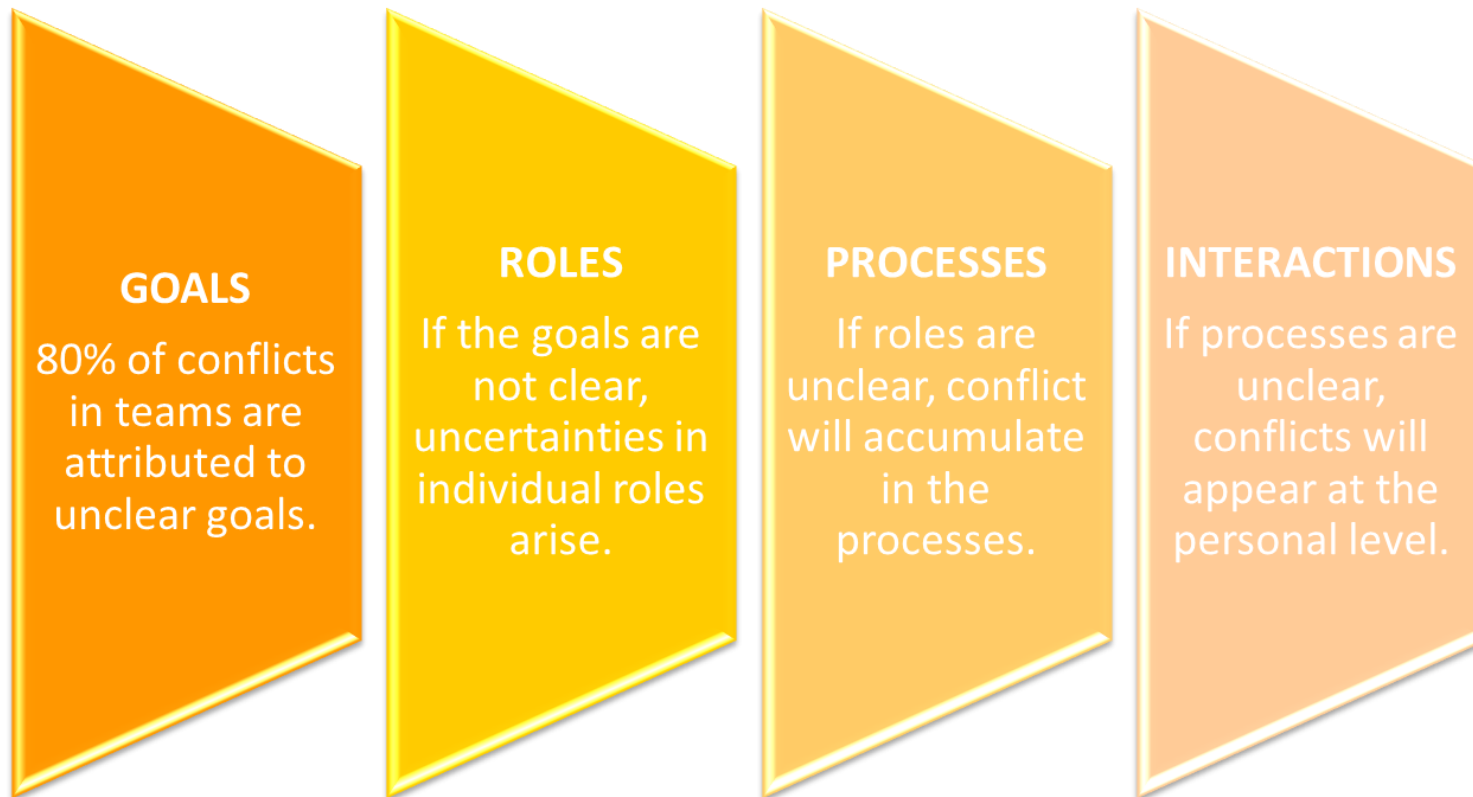 GOALS
80% of conflicts
in teams are
attributed to
unclear goals.
ROLES
If the goals are
not clear,
uncertainties in
individual roles
arise.
PROCESSES
If roles are
unclear, conflict
will accumulate
in the
processes.
INTERACTIONS
If processes are
unclear,
conflicts will
appear at the
personal level.